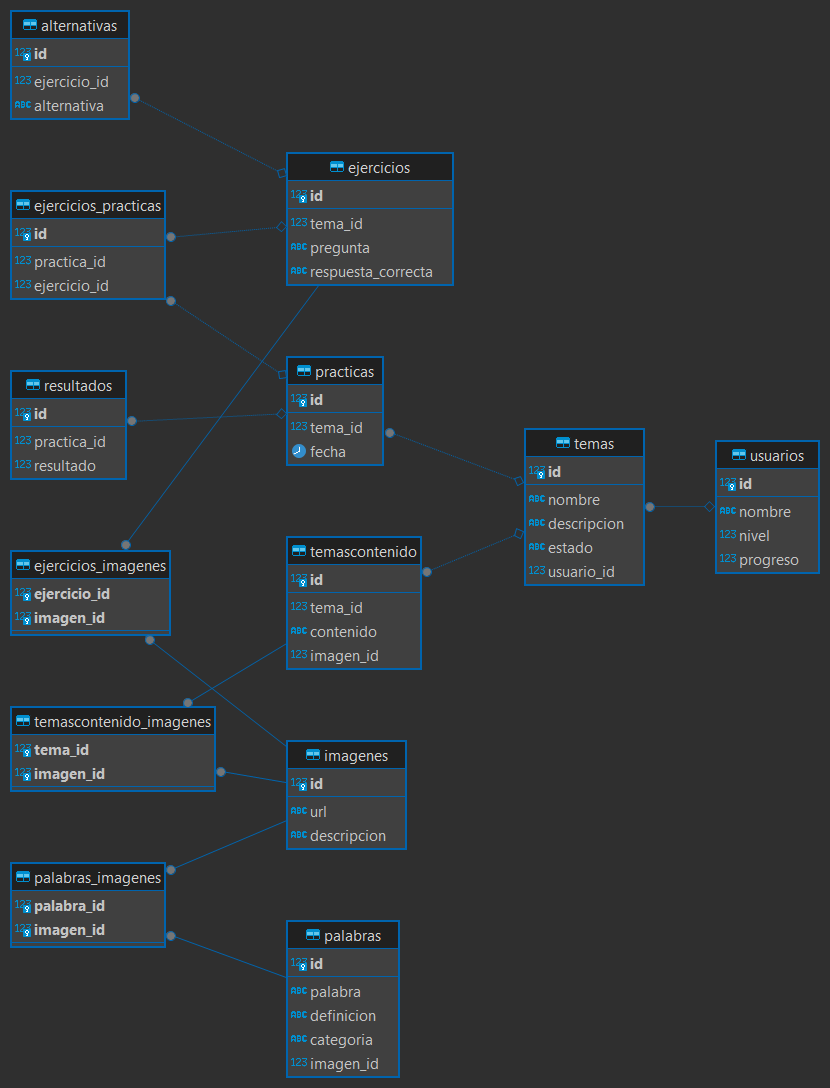 alternativas
123 id
123 ejercicio_id
ABC alternativa
ejercicios
123 id
123 tema_id
ABC pregunta
ABC respuesta_correcta
ejercicios_practicas
123 id
123 practica_id
123 ejercicio_id
practicas
123 id
123 tema_id
fecha
resultados
123 id
123 practica_id
123 resultado
temas
123 id
ABC nombre
ABC descripcion
ABC estado
123 usuario_id
usuarios
123 id
ABC nombre
123 nivel
123 progreso
ejercicios_imagenes
123 ejercicio_id
123 imagen_id
temascontenido
123 id
123 tema_id
ABC contenido
123 imagen_id
temascontenido_imagenes
123 tema_id
123 imagen_id
imagenes
123 id
ABC url
ABC descripcion
palabras_imagenes
123 palabra_id
123 imagen_id
palabras
123 id
ABC palabra
ABC definicion
ABC categoria
123 imagen_id